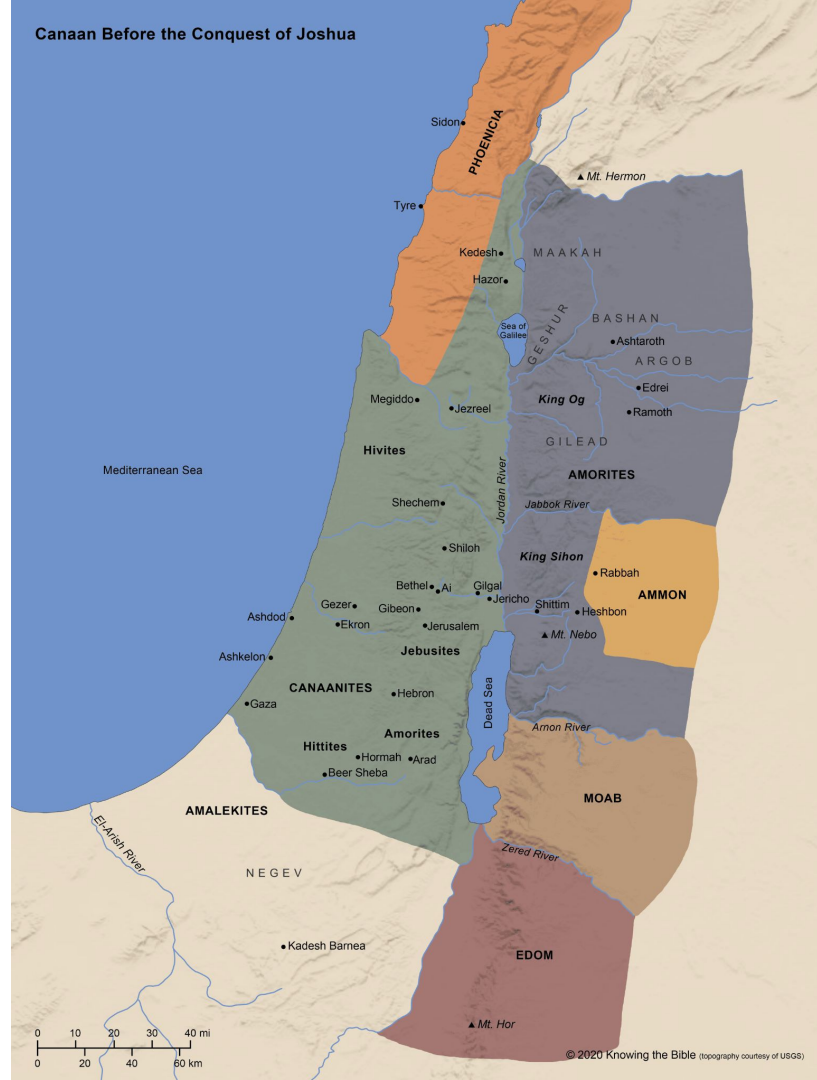 Canaan Before the Conquest of Joshua
Sidon
PHOENICIA
Mt. Hermon
Tyre
Kedesh
MAAKAH
Hazor
Sea of
Galilee
GESHUR
BASHAN
Ashtaroth
ARGOB
Edrei
Megiddo
Jezreel
King Og
Ramoth
GILEAD
Hivites
Mediterranean Sea
AMORITES
Jordan River
Shechem
Jabbok River
Shiloh
King Sihon
Rabbah
Bethel
Ai
Gilgal
Jericho
AMMON
Gezer
Gibeon
Shittim
Heshbon
Ashdod
Ekron
Jerusalem
Mt. Nebo
Jebusites
Ashkelon
CANAANITES
Hebron
Dead Sea
Gaza
Amorites
Arnon River
Hittites
Hormah
Arad
Beer Sheba
MOAB
AMALEKITES
El-Arish River
Zered River
NEGEV
Kadesh Barnea
EDOM
Mt. Hor
0 10 20 30 40 mi
0 20 40 60 km
© 2020 Knowing the Bible (topography courtesy of USGS)